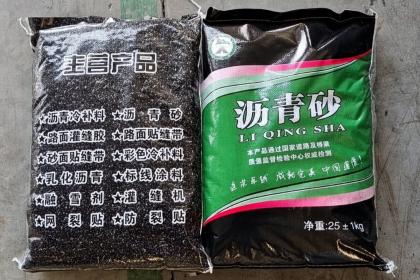 主营产品
★沥青冷补料 ★沥青砂
★路面灌缝胶 ★路面贴缝带
★砂面贴缝带 ★彩色冷补料
★乳化沥青 ★标线涂料
★融雪剂 ★灌缝机
★网裂贴 ★防裂贴
沥青砂
LI QING SHA
本产品通过国家道路及桥梁
质量监督检验中心权威检测
净重:25±1kg